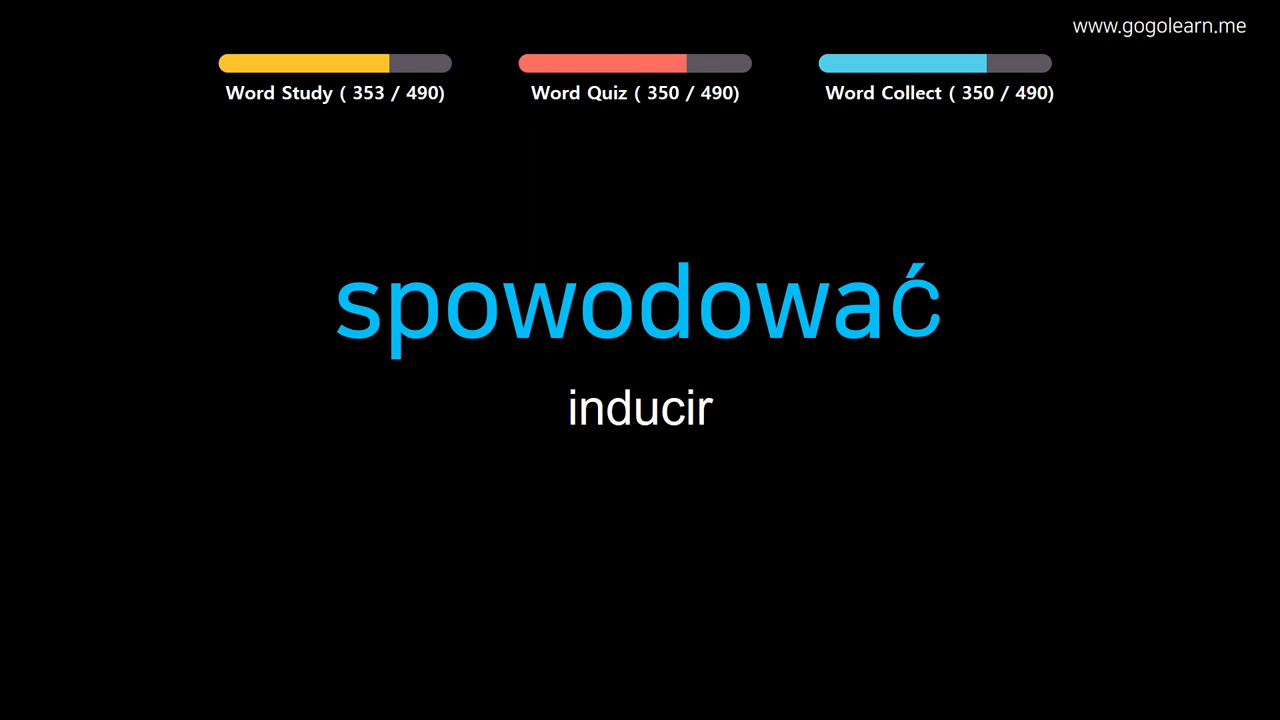 www.gogolearn.me
Word Study ( 353 / 490)
Word Quiz ( 350 / 490)
Word Collect ( 350 / 490)
spowodować
inducir